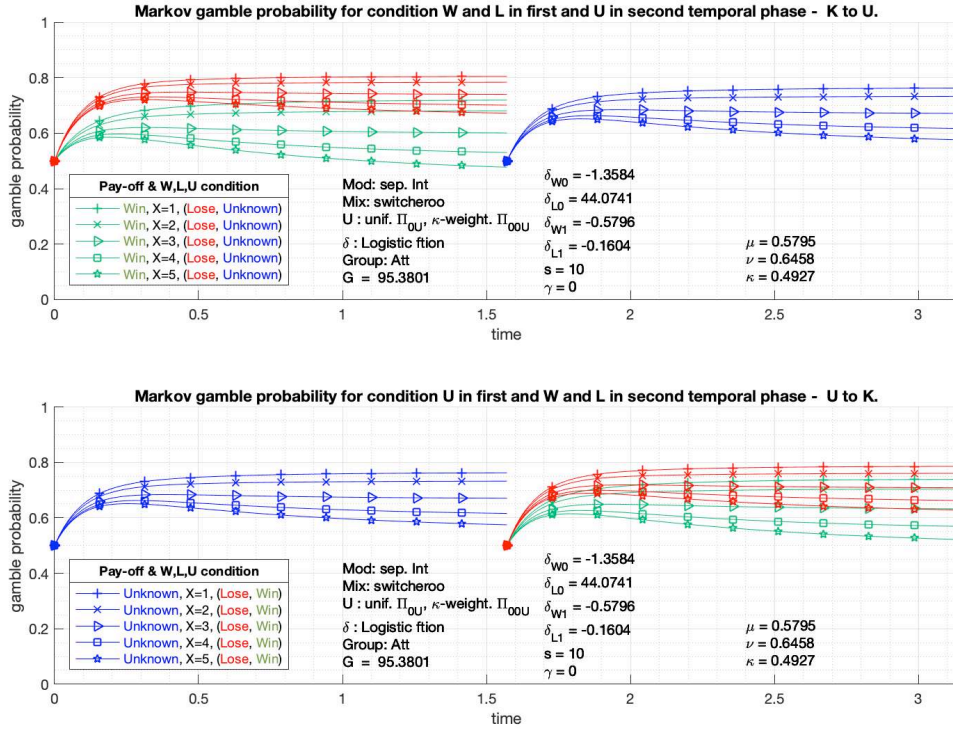 Markov gamble probability for condition W and L in first and U in second temporal phase - K to U.
1
0.8
0.6
0.4
0.2
0
gamble probability
Pay-off & W,L,U condition
Win, X=1, (Lose, Unknown)
Win, X=2, (Lose, Unknown)
Win, X=3, (Lose, Unknown)
Win, X=4, (Lose, Unknown)
Win, X=5, (Lose, Unknown)
Mod: sep. Int
Mix: switcheroo
U : unif. Π0U, κ-weight. Π00U
δ : Logistic ftion
Group: Att
G = 95.3801
δW0 = -1.3584
δL0 = 44.0741
δW1 = -0.5796
δL1 = -0.1604
s = 10
γ = 0
μ = 0.5795
ν = 0.6458
κ = 0.4927
0 0.5 1 1.5 2 2.5 3
time
Markov gamble probability for condition U in first and W and L in second temporal phase - U to K.
1
0.8
0.6
0.4
0.2
0
gamble probability
Pay-off & W,L,U condition
Unknown, X=1, (Lose, Win)
Unknown, X=2, (Lose, Win)
Unknown, X=3, (Lose, Win)
Unknown, X=4, (Lose, Win)
Unknown, X=5, (Lose, Win)
Mod: sep. Int
Mix: switcheroo
U : unif. Π0U, κ-weight. Π00U
δ : Logistic ftion
Group: Att
G = 95.3801
δW0 = -1.3584
δL0 = 44.0741
δW1 = -0.5796
δL1 = -0.1604
s = 10
γ = 0
μ = 0.5795
ν = 0.6458
κ = 0.4927
0 0.5 1 1.5 2 2.5 3
time